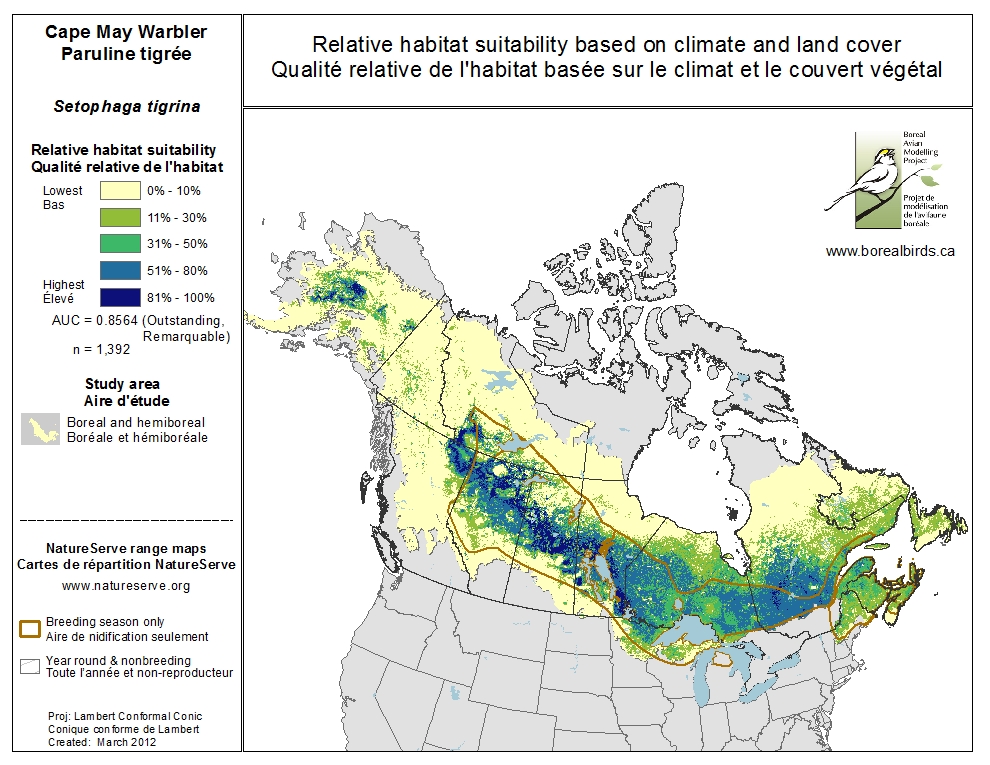 Cape May Warbler
Paruline tigrée
Setophaga tigrina
Relative habitat suitability
Qualité relative de l'habitat
Lowest
Bas
0% - 10%
11% - 30%
31% - 50%
51% - 80%
Highest
Élevé
81% - 100%
AUC = 0.8564 (Outstanding,
Remarquable)
n = 1,392
Study area
Aire d'étude
Boreal and hemiboreal
Boréale et hémiboréale
NatureServe range maps
Cartes de répartition NatureServe
www.natureserve.org
Breeding season only
Aire de nidification seulement
Year round & nonbreeding
Toute l'année et non-reproducteur
Proj: Lambert Conformal Conic
Conique conforme de Lambert
Created: March 2012
Relative habitat suitability based on climate and land cover
Qualité relative de l'habitat basée sur le climat et le couvert végétal
Boreal
Avian
Modelling
Project
Projet de
modélisation
de l'avifaune
boréale
www.borealbirds.ca